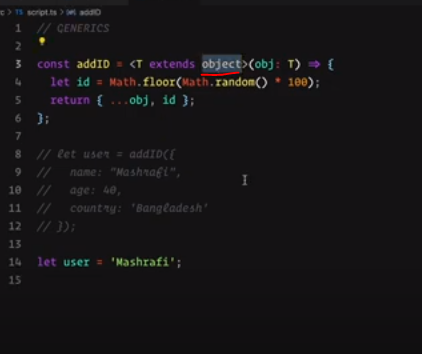 c > TS script.ts > addID
1 // GENERICS
2
3 const addID = <T extends object>(obj: T) => {
4 let id = Math.floor(Math.random() * 100);
5 return { ...obj, id };
6 };
7
8 // let user = addID({
9 // name: "Mashrafi",
10 // age: 40,
11 // country: 'Bangladesh'
12 // });
13
14 let user = 'Mashrafi';
15